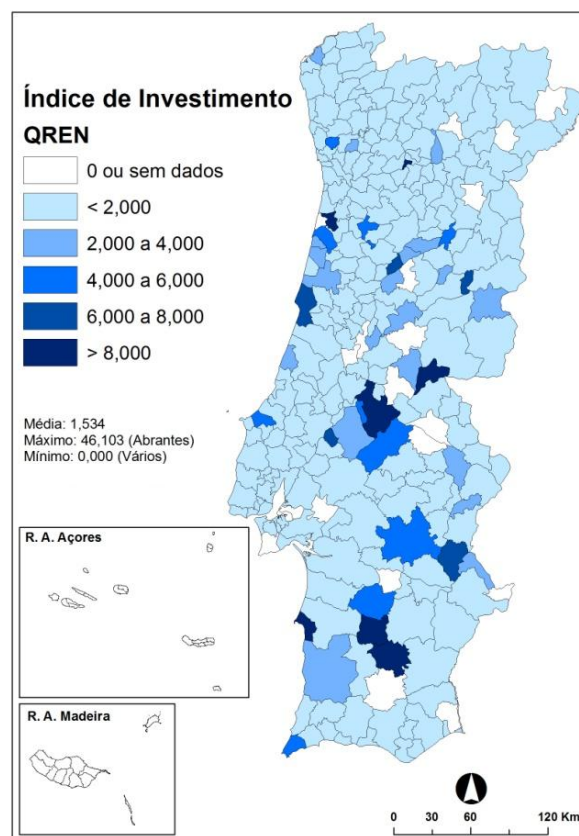 Índice de Investimento
QREN
0 ou sem dados
< 2,000
2,000 a 4,000
4,000 a 6,000
6,000 a 8,000
> 8,000
Média: 1,534
Máximo: 46,103 (Abrantes)
Mínimo: 0,000 (Vários)
R. A. Açores
R. A. Madeira
0 30 60 120 Km